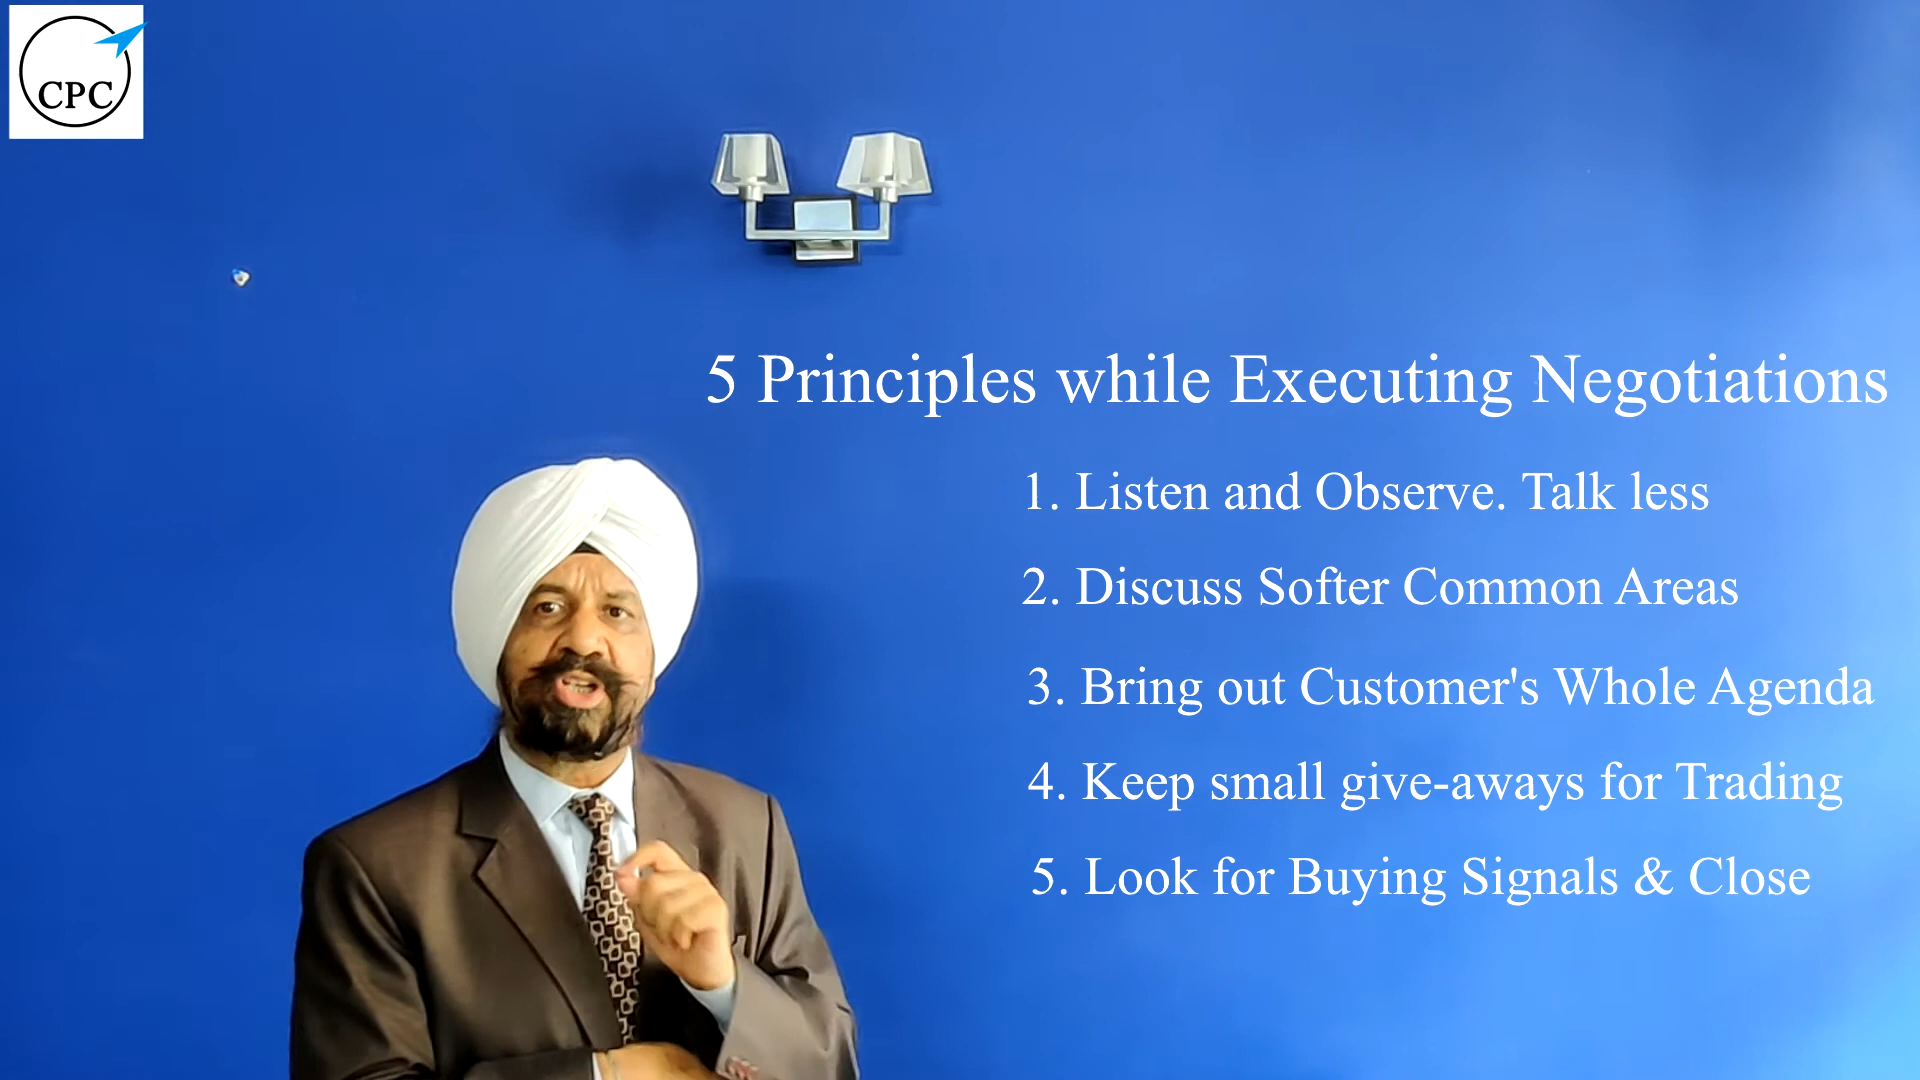 CPC
5 Principles while Executing Negotiations
1. Listen and Observe. Talk less
2. Discuss Softer Common Areas
3. Bring out Customer's Whole Agenda
4. Keep small give-aways for Trading
5. Look for Buying Signals & Close